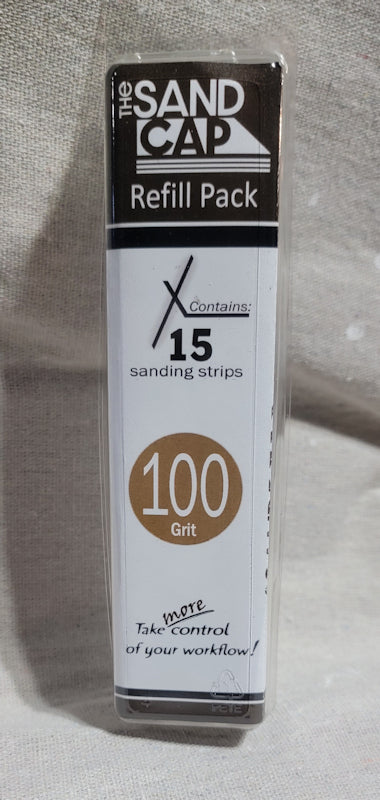 THE SAND
CAP
Refill Pack
Contains:
15
sanding strips
100
Grit
more
Take control
of your workflow!